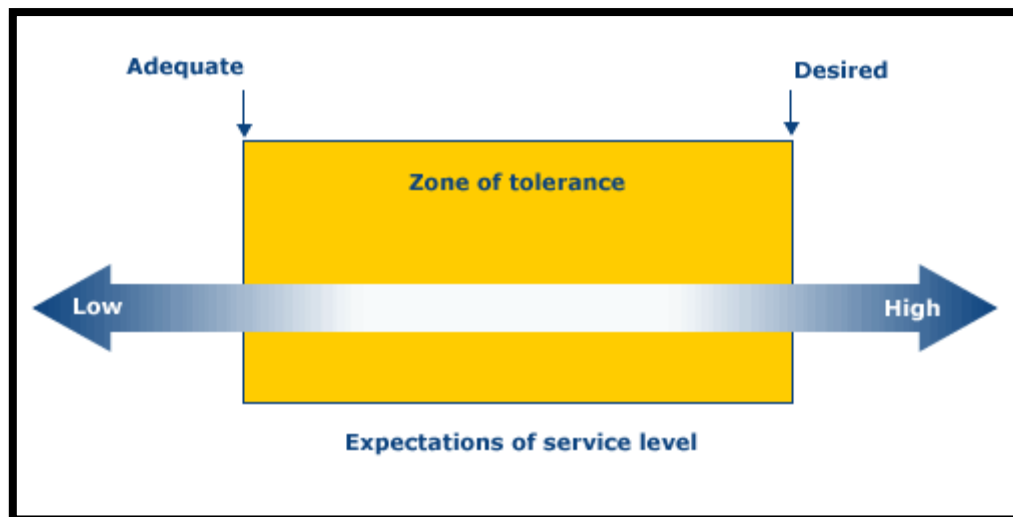 Adequate
Desired
Zone of tolerance
Low
High
Expectations of service level